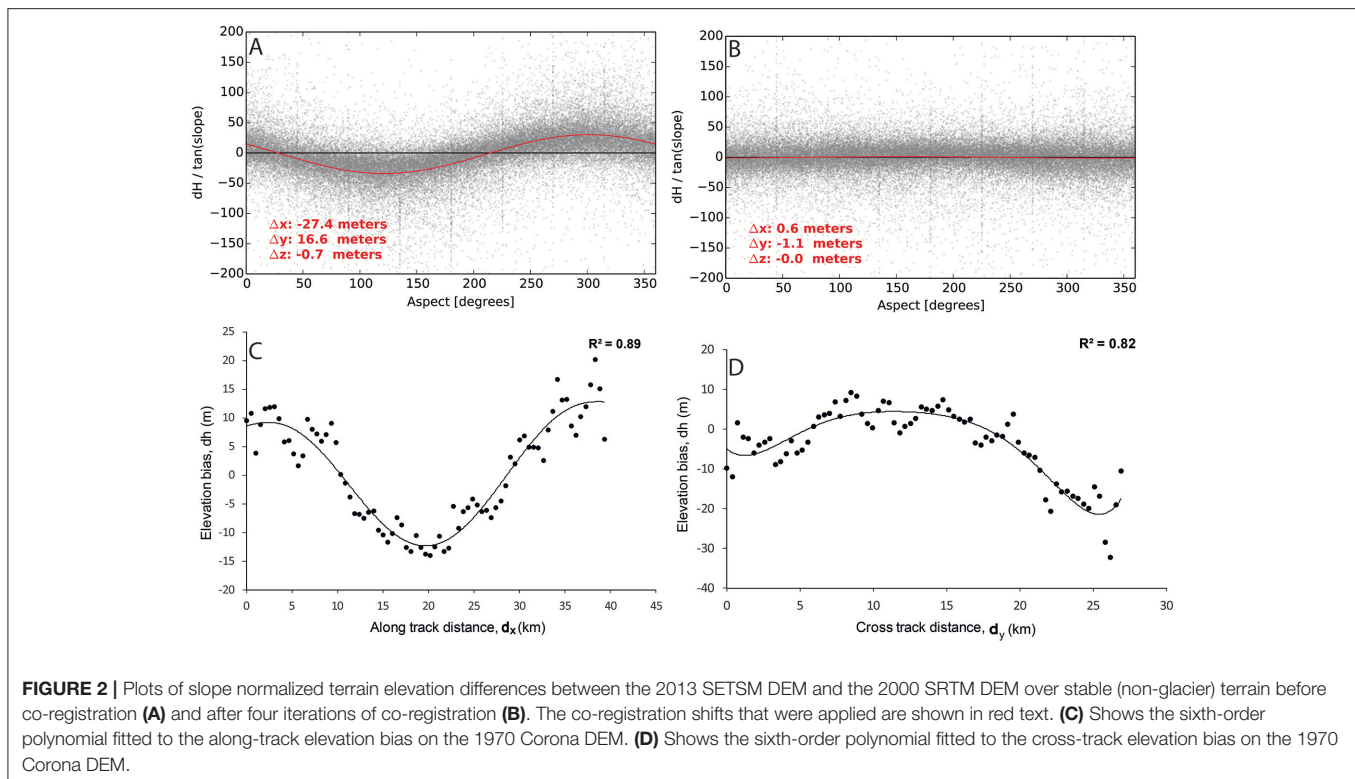 200
150
100
50
0
−50
−100
−150
−200
dH / tan(slope)
A
Δx: -27.4 meters
Δy: 16.6 meters
Δz: -0.7 meters
0 50 100 150 200 250 300 350
Aspect [degrees]
200
150
100
50
0
−50
−100
−150
−200
dH / tan(slope)
B
Δx: 0.6 meters
Δy: -1.1 meters
Δz: -0.0 meters
0 50 100 150 200 250 300 350
Aspect [degrees]
25
20
15
10
5
0
-5
-10
-15
-20
Elevation bias, dh (m)
C
R² = 0.89
0 5 10 15 20 25 30 35 40 45
Along track distance, dx (km)
20
10
0
-10
-20
-30
-40
Elevation bias, dh (m)
D
R² = 0.82
0 5 10 15 20 25 30
Cross track distance, dy (km)
FIGURE 2 | Plots of slope normalized terrain elevation differences between the 2013 SETSM DEM and the 2000 SRTM DEM over stable (non-glacier) terrain before
co-registration (A) and after four iterations of co-registration (B). The co-registration shifts that were applied are shown in red text. (C) Shows the sixth-order
polynomial fitted to the along-track elevation bias on the 1970 Corona DEM. (D) Shows the sixth-order polynomial fitted to the cross-track elevation bias on the 1970
Corona DEM.